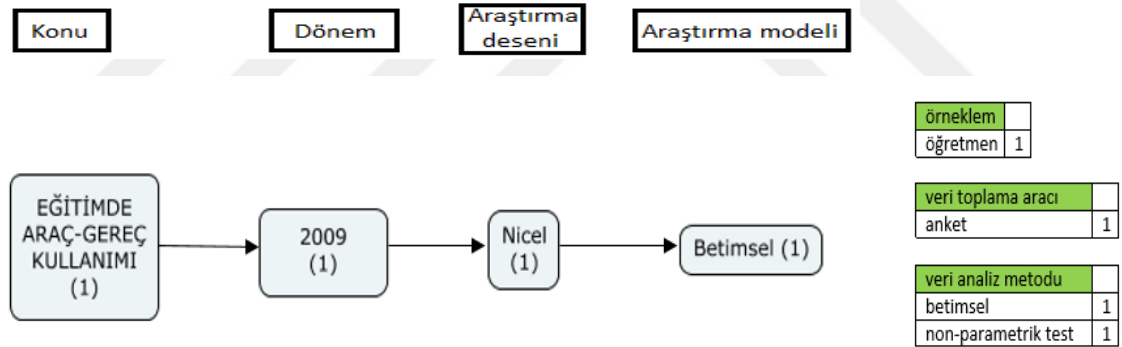 Konu
Dönem
Araştırma
deseni
Araştırma modeli
EĞİTİMDE
ARAÇ-GEREÇ
KULLANIMI
(1)
2009
(1)
Nicel
(1)
Betimsel (1)
örneklem
öğretmen 1
veri toplama aracı
anket 1
veri analiz metodu
betimsel 1
non-parametrik test 1